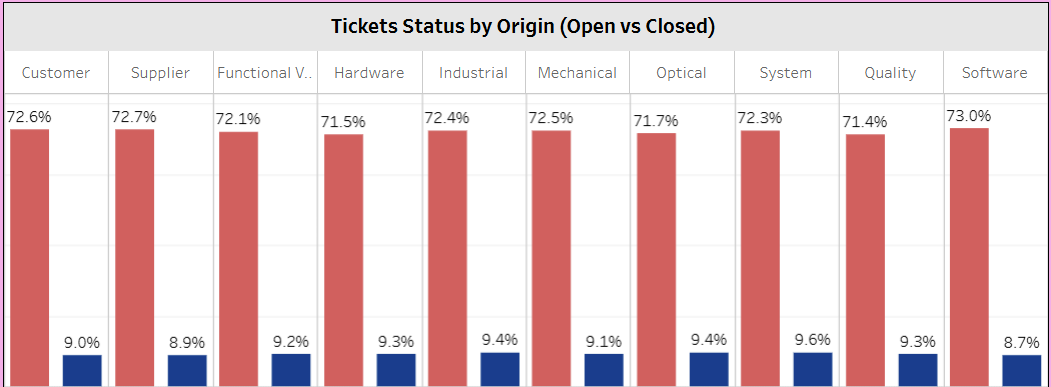 Tickets Status by Origin (Open vs Closed)
Customer Supplier Functional V.. Hardware Industrial Mechanical Optical System Quality Software
72.6% 72.7% 72.1% 71.5% 72.4% 72.5% 71.7% 72.3% 71.4% 73.0%
9.0% 8.9% 9.2% 9.3% 9.4% 9.1% 9.4% 9.6% 9.3% 8.7%